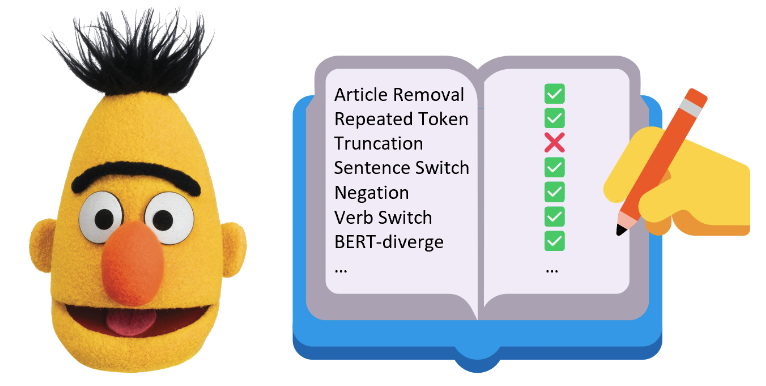 Article Removal
Repeated Token
Truncation
Sentence Switch
Negation
Verb Switch
BERT-diverge
... ...